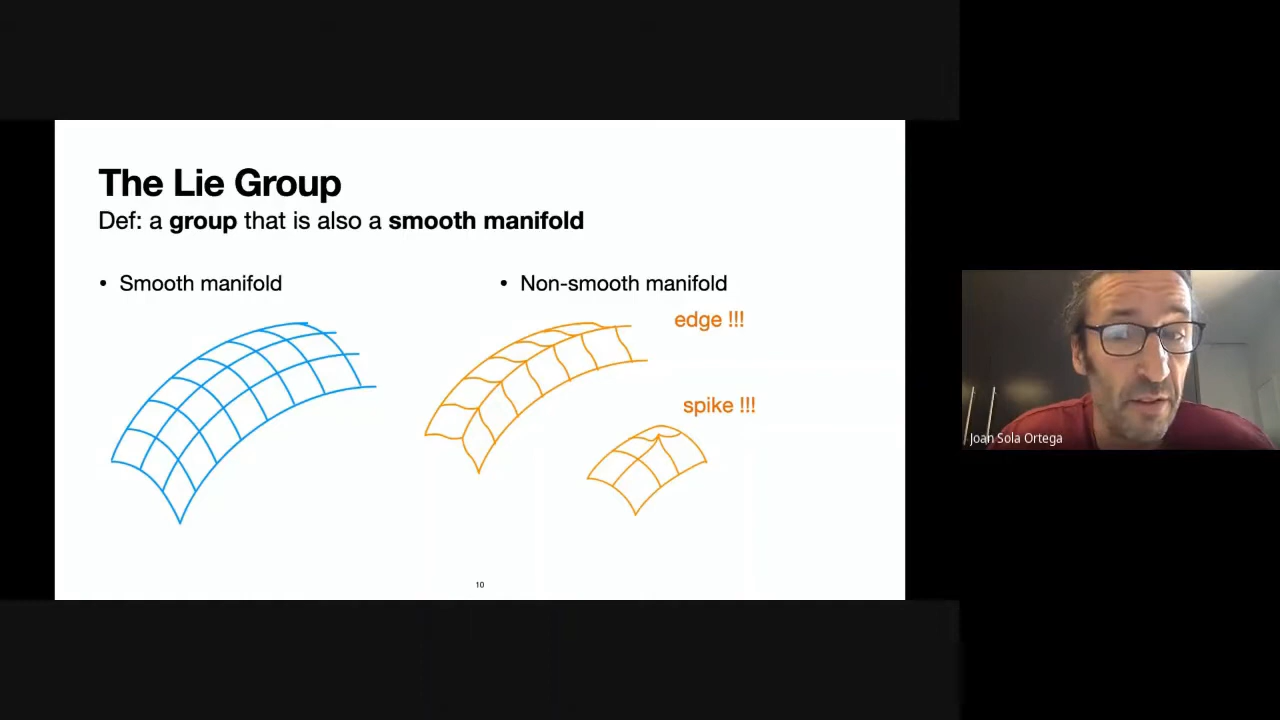 The Lie Group
Def: a group that is also a smooth manifold
• Smooth manifold
• Non-smooth manifold
edge !!!
spike !!!
10
Joan Sola Ortega